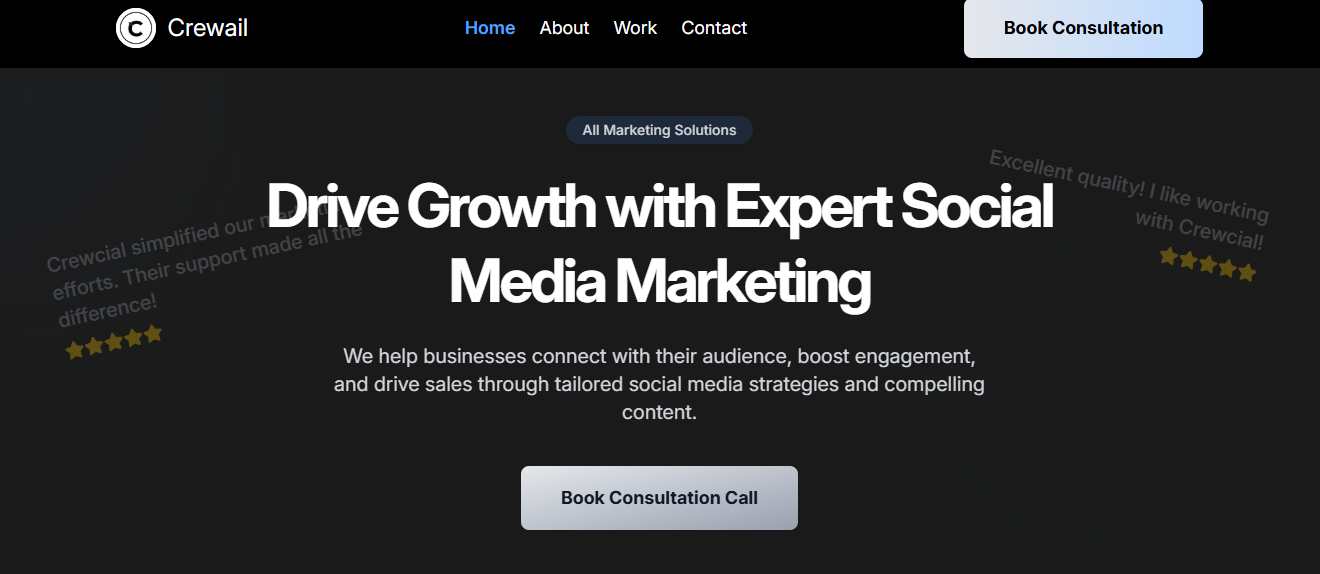 Crewail
Home About Work Contact
Book Consultation
All Marketing Solutions
Drive Growth with Expert Social
Media Marketing
Crewcial simplified our
efforts. Their support made all the
difference!
Excellent quality! I like working
with Crewcial!
We help businesses connect with their audience, boost engagement,
and drive sales through tailored social media strategies and compelling
content.
Book Consultation Call